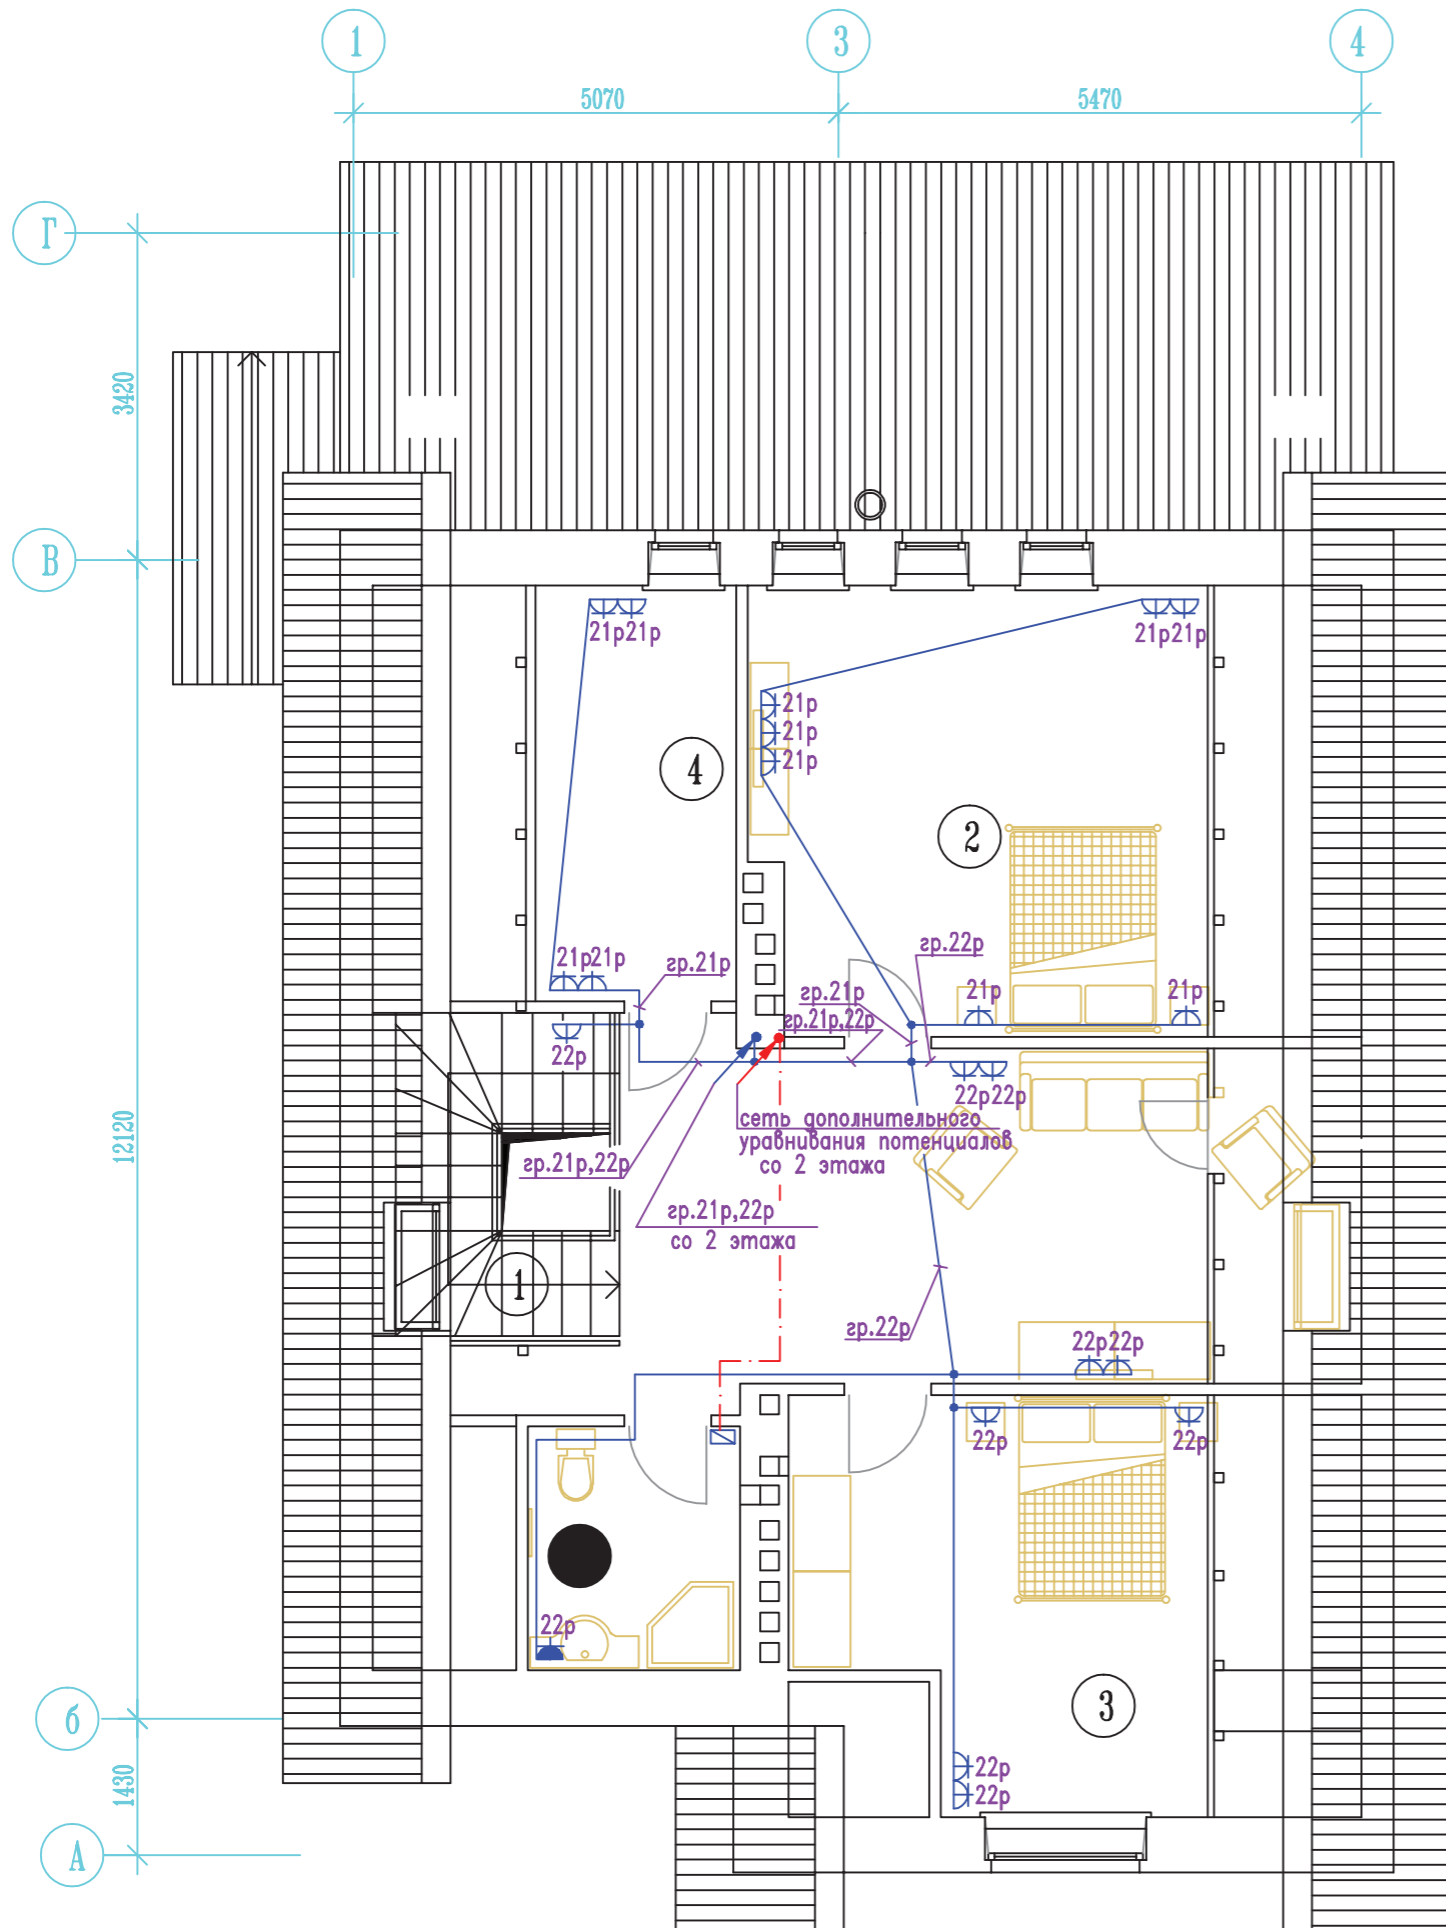 1
3
4
5070
5470
Г
3420
В
21р21р
21р21р
21р
21р
21р
4
2
гр.22р
21р21р
гр.21р
гр.21р
21р
21р
гр.21р,22р
22р
22р22р
сеть дополнительного
уравнивания потенциалов
со 2 этажа
12120
гр.21р,22р
гр.21р,22р
со 2 этажа
1
гр.22р
22р22р
22р
22р
22р
3
б
22р
22р
1430
А